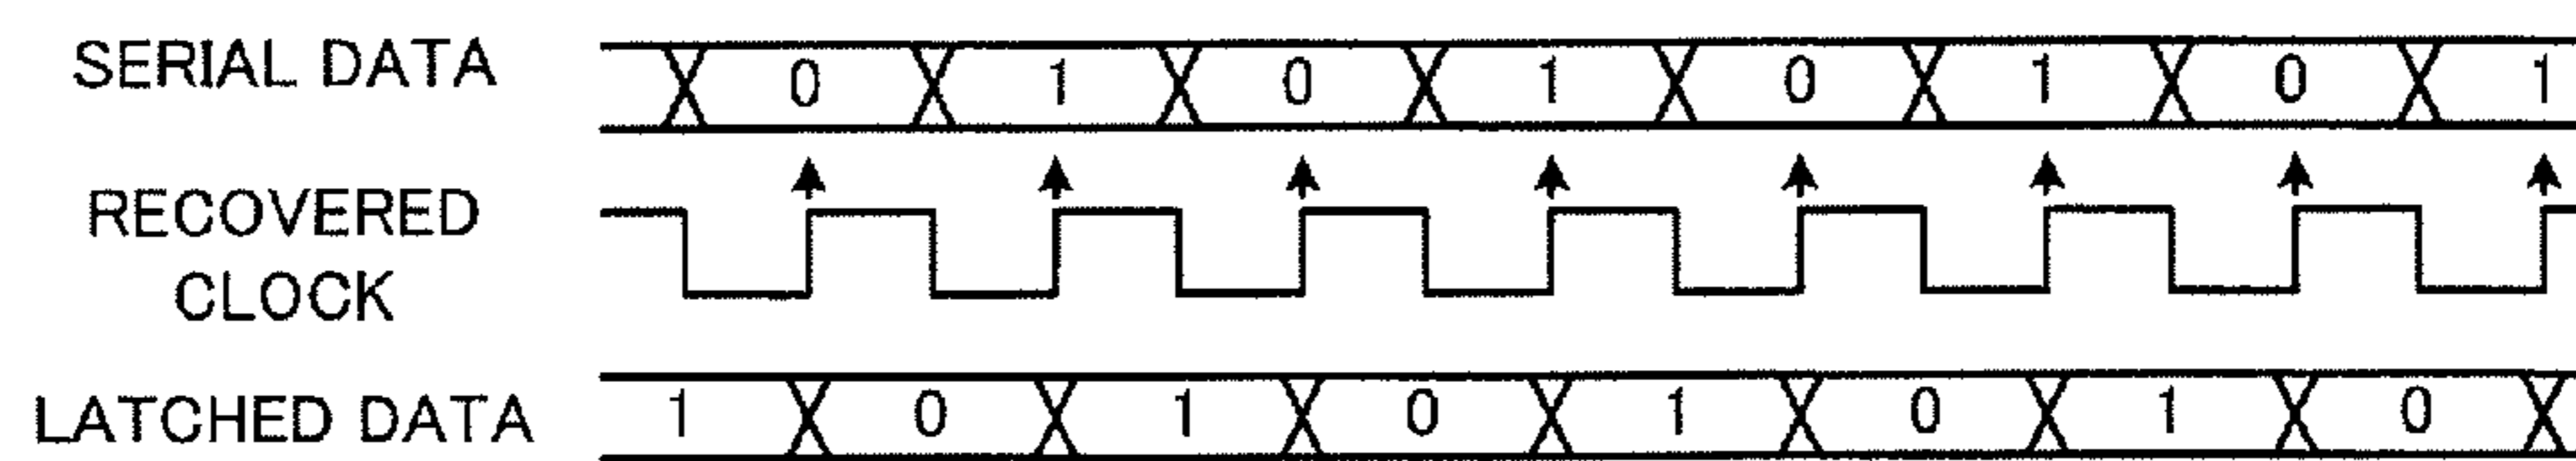 SERIAL DATA 0 1 0 1 0 1 0 1
RECOVERED
CLOCK
LATCHED DATA 1 0 1 0 1 0 1 0